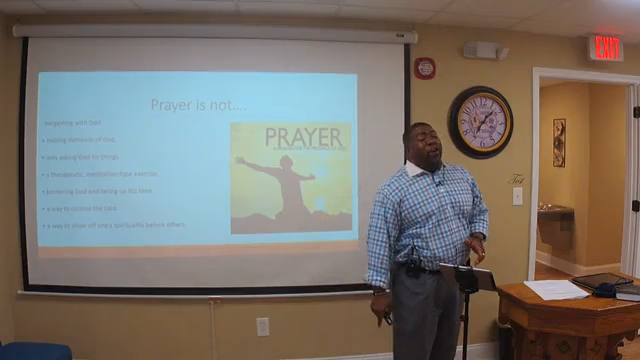 Prayer is not....
bargaining with God.
making demands of God.
only asking God for things.
a therapeutic, meditation-type exercise.
bothering God and taking up his time.
a way to control the Lord.
a way to show off one's spirituality before others.
PRAYER
EXIT